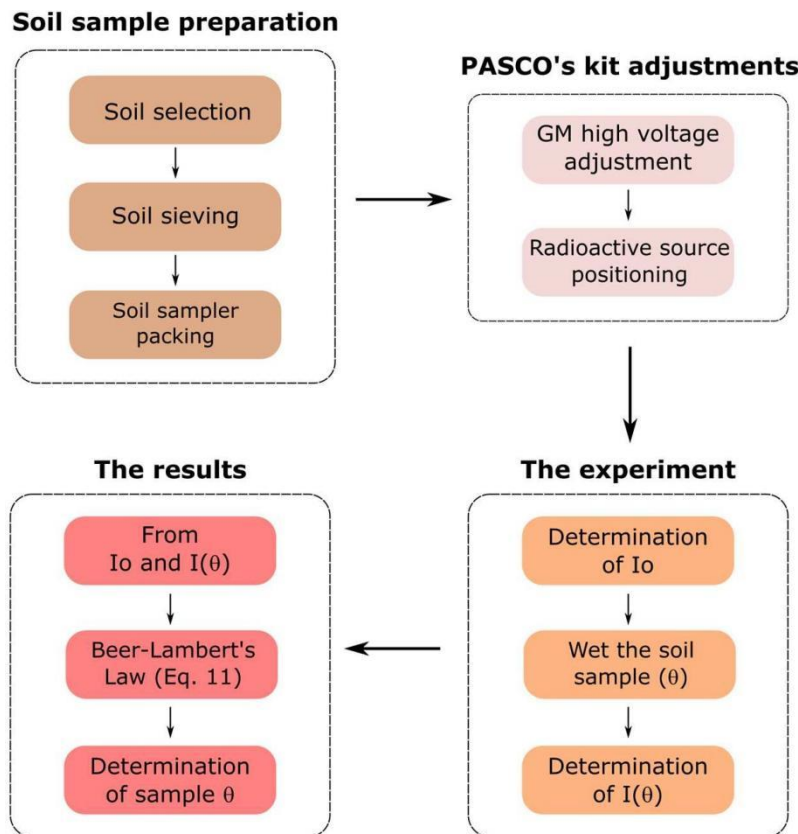 Soil sample preparation
Soil selection
Soil sieving
Soil sampler
packing
PASCO's kit adjustments
GM high voltage
adjustment
Radioactive source
positioning
The experiment
Determination
of Io
Wet the soil
sample (θ)
Determination
of I(θ)
The results
From
Io and I(θ)
Beer-Lambert's
Law (Eq. 11)
Determination
of sample θ